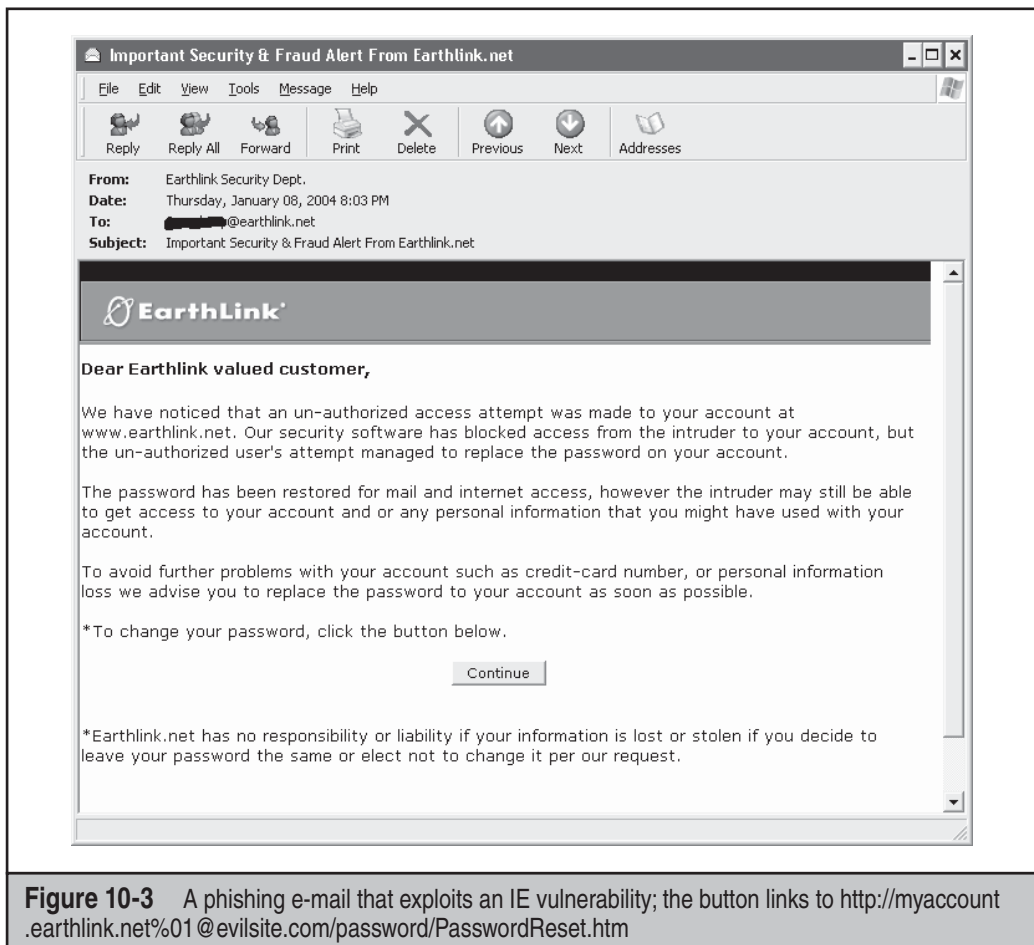 Important Security & Fraud Alert From Earthlink.net
File Edit View Tools Message Help
Reply Reply All Forward Print Delete Previous Next Addresses
From: Earthlink Security Dept.
Date: Thursday, January 08, 2004 8:03 PM
To: @earthlink.net
Subject: Important Security & Fraud Alert From Earthlink.net
EarthLink
Dear Earthlink valued customer,
We have noticed that an un-authorized access attempt was made to your account at
www.earthlink.net. Our security software has blocked access from the intruder to your account, but
the un-authorized user's attempt managed to replace the password on your account.
The password has been restored for mail and internet access, however the intruder may still be able
to get access to your account and or any personal information that you might have used with your
account.
To avoid further problems with your account such as credit-card number, or personal information
loss we advise you to replace the password to your account as soon as possible.
*To change your password, click the button below.
Continue
*Earthlink.net has no responsibility or liability if your information is lost or stolen if you decide to
leave your password the same or elect not to change it per our request.
Figure 10-3 A phishing e-mail that exploits an IE vulnerability; the button links to http://myaccount
.earthlink.net%01@evilsite.com/password/PasswordReset.htm